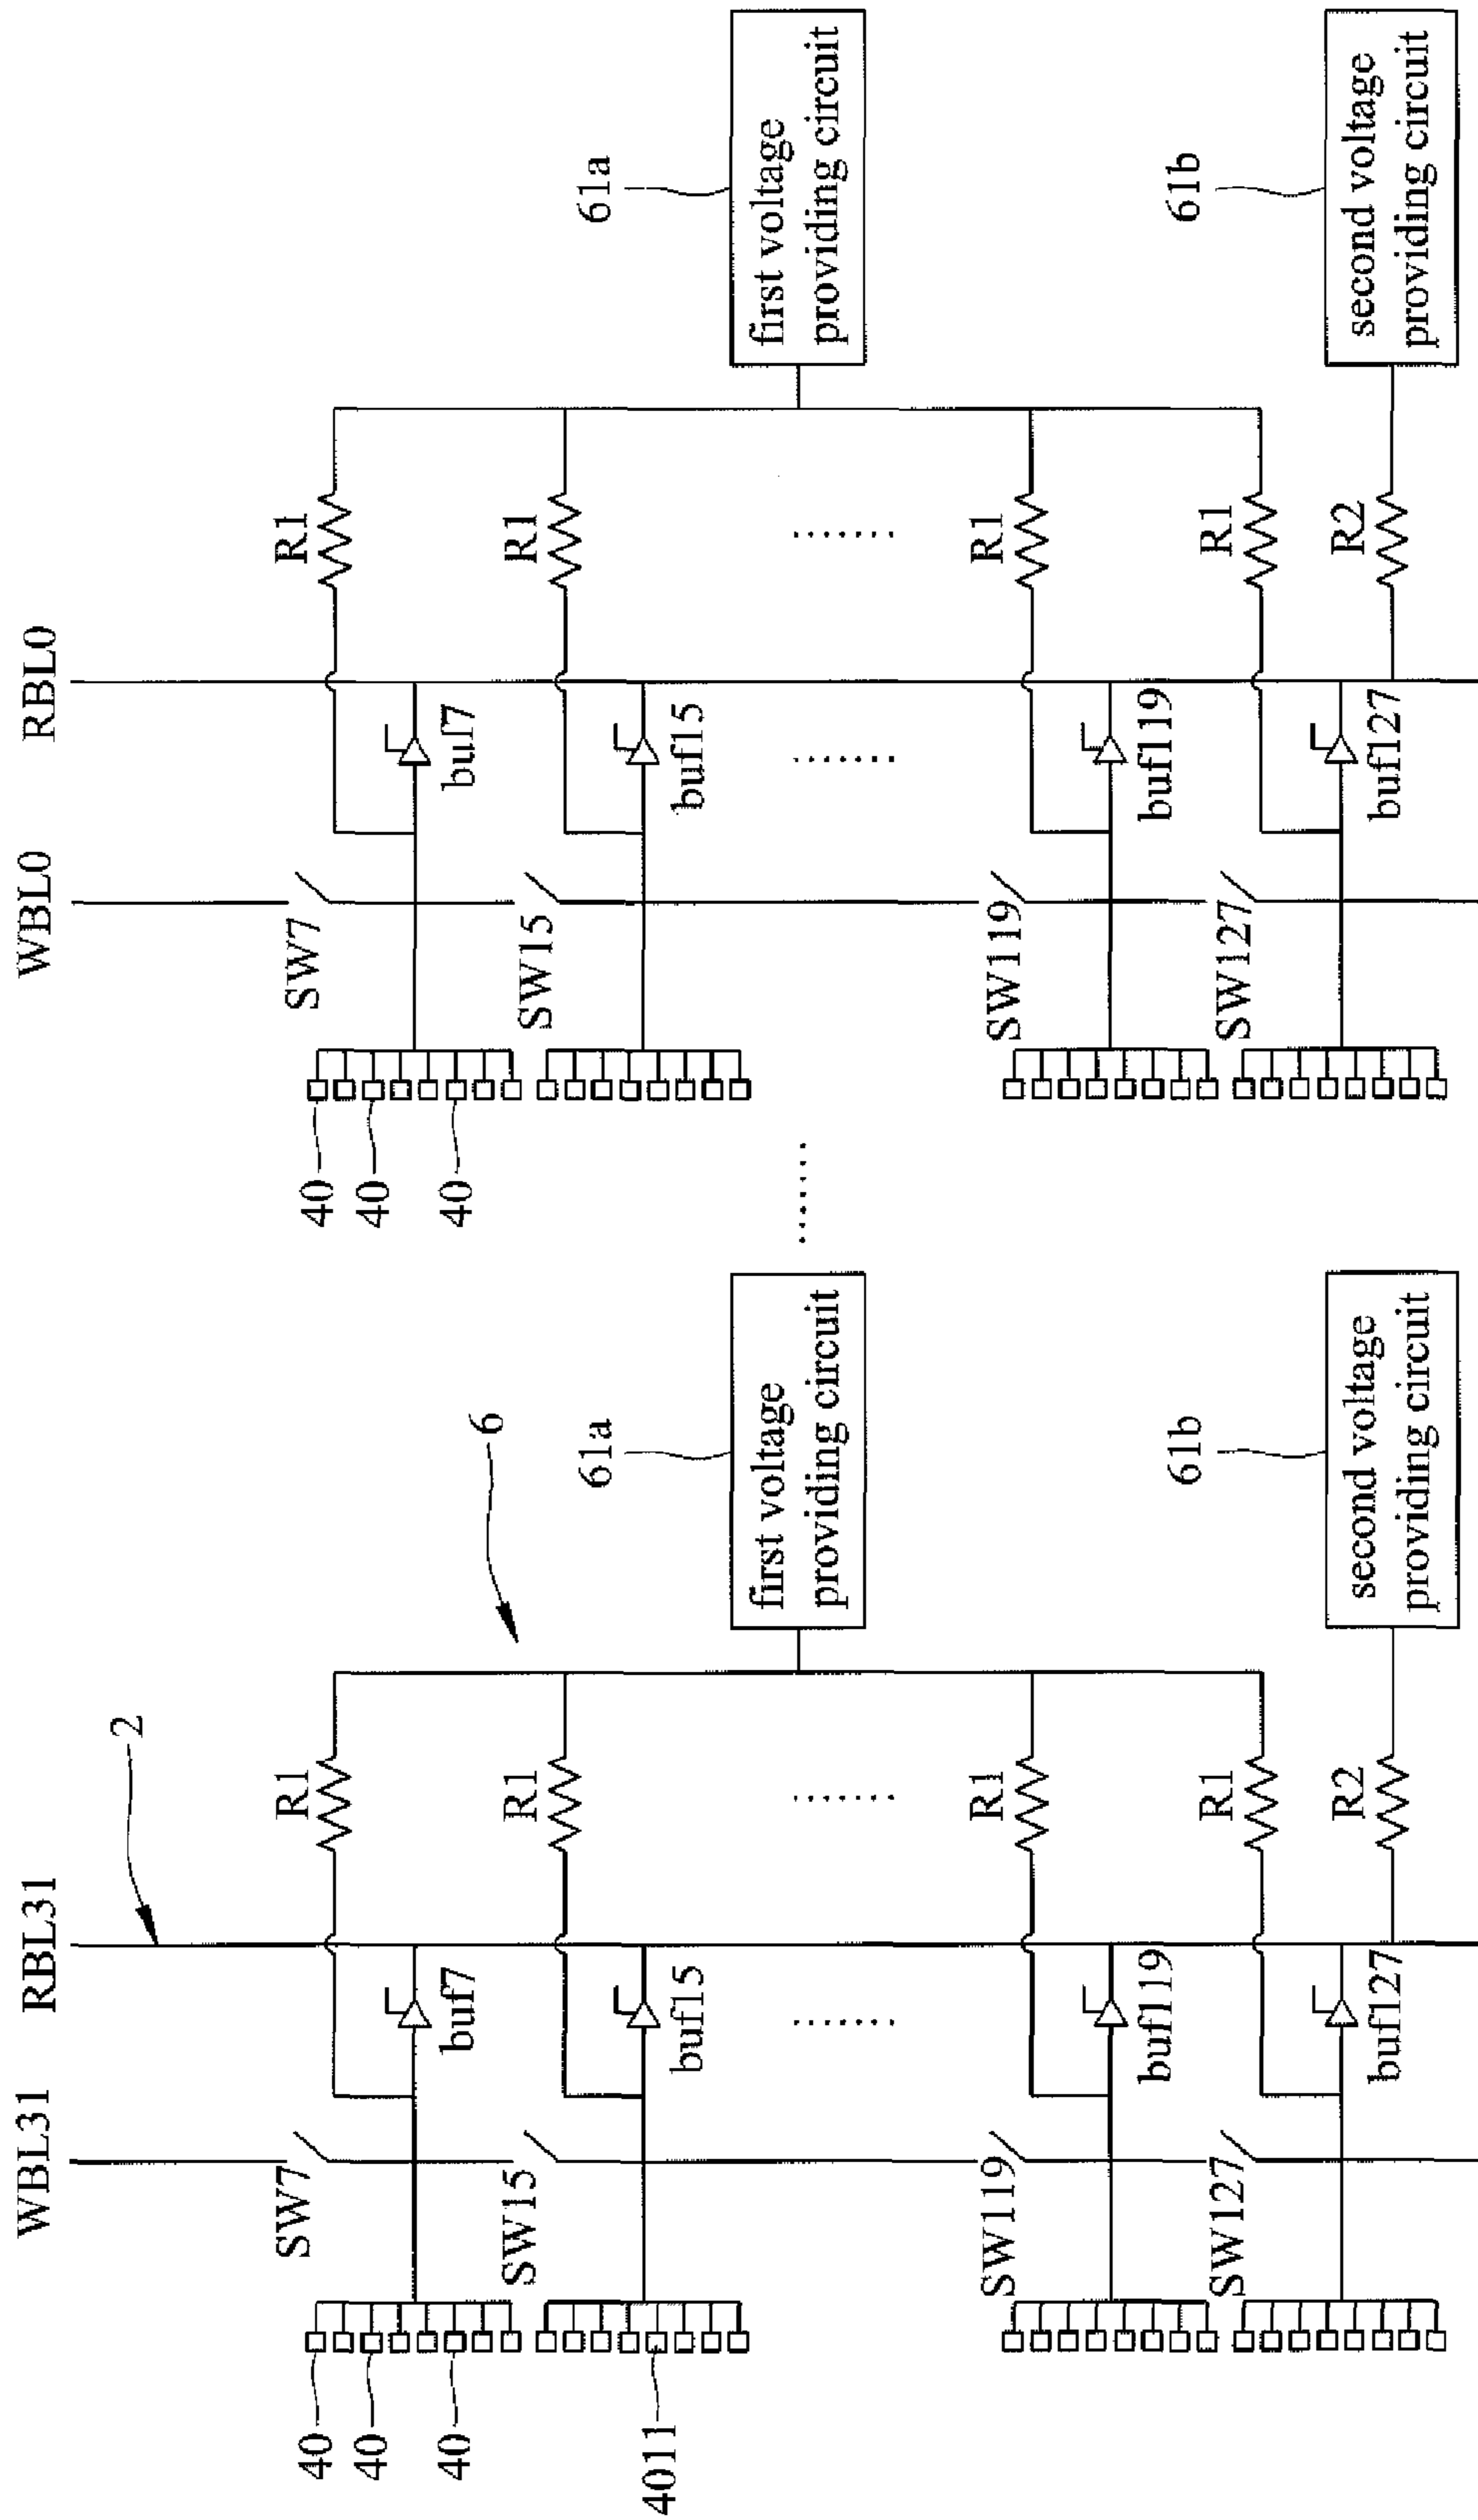 WBL31
RBL31
2
SW7
buf7
R1
40
40
40
SW15
buf15
R1
4011
6
61a
first voltage
providing circuit
SW119
buf119
R1
SW127
buf127
R1
R2
61b
second voltage
providing circuit
......
......
......
WBL0
RBL0
SW7
buf7
R1
40
40
40
SW15
buf15
R1
61a
first voltage
providing circuit
......
......
SW119
buf119
R1
SW127
buf127
R1
R2
61b
second voltage
providing circuit